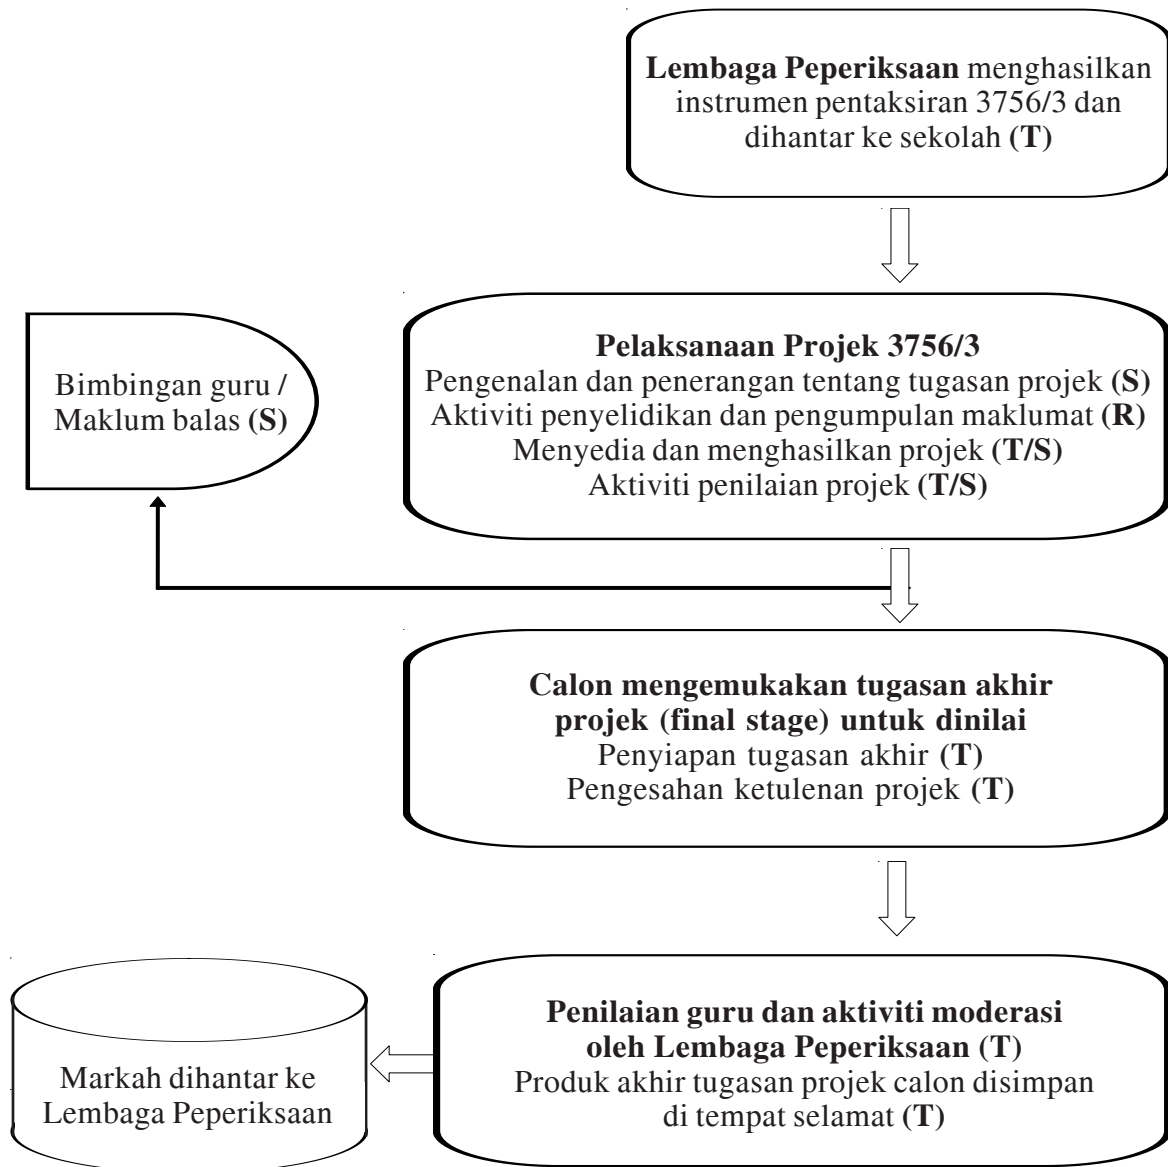 Lembaga Peperiksaan menghasilkan
instrumen pentaksiran 3756/3 dan
dihantar ke sekolah (T)
Bimbingan guru /
Maklum balas (S)
Pelaksanaan Projek 3756/3
Pengenalan dan penerangan tentang tugasan projek (S)
Aktiviti penyelidikan dan pengumpulan maklumat (R)
Menyedia dan menghasilkan projek (T/S)
Aktiviti penilaian projek (T/S)
Calon mengemukakan tugasan akhir
projek (final stage) untuk dinilai
Penyiapan tugasan akhir (T)
Pengesahan ketulenan projek (T)
Penilaian guru dan aktiviti moderasi
oleh Lembaga Peperiksaan (T)
Produk akhir tugasan projek calon disimpan
di tempat selamat (T)
Markah dihantar ke
Lembaga Peperiksaan